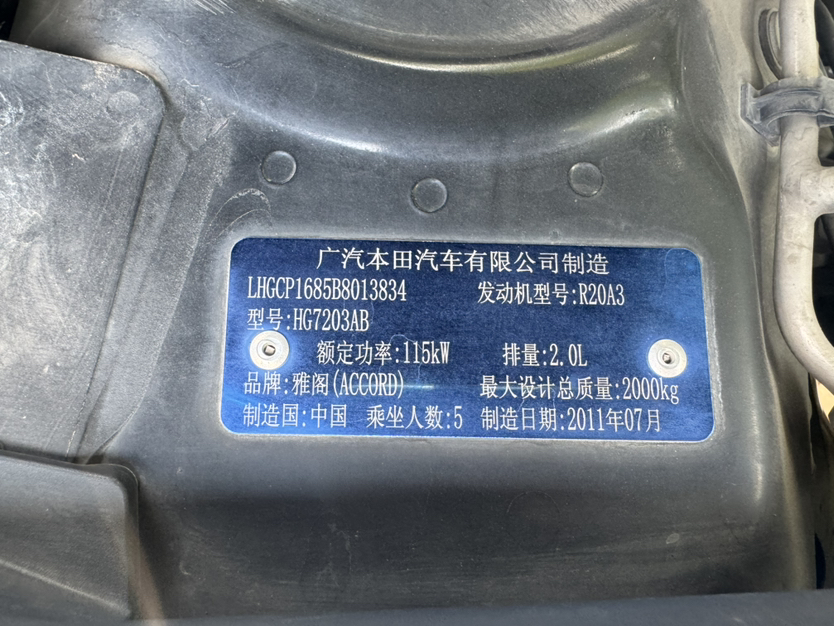 广汽本田汽车有限公司制造
LHGCP1685B8013834 发动机型号:R20A3
型号:HG7203AB
额定功率:115kW 排量:2.0L
品牌:雅阁(ACCORD) 最大设计总质量:2000kg
制造国:中国 乘坐人数:5 制造日期:2011年07月